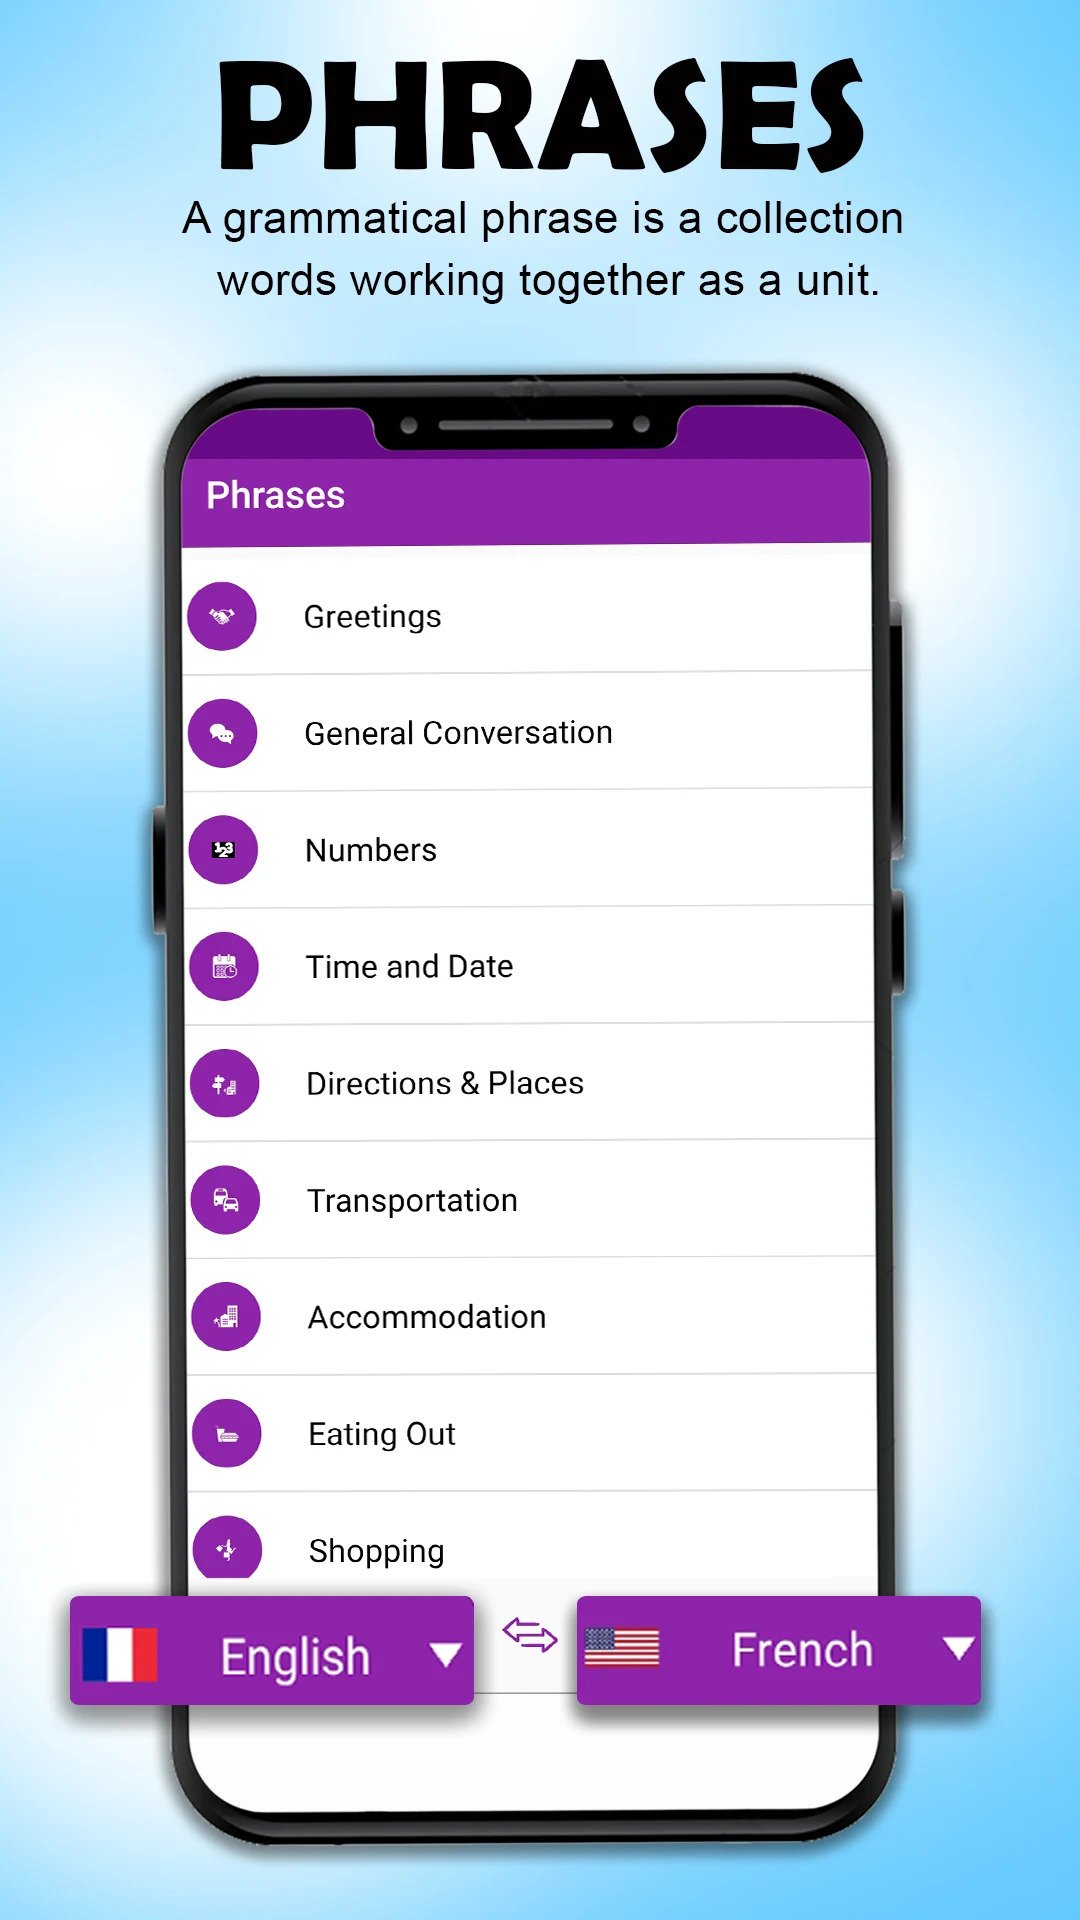 PHRASES
A grammatical phrase is a collection
words working together as a unit.
Phrases
Greetings
General Conversation
123
Numbers
Time and Date
Directions & Places
Transportation
Accommodation
Eating Out
Shopping
English
French